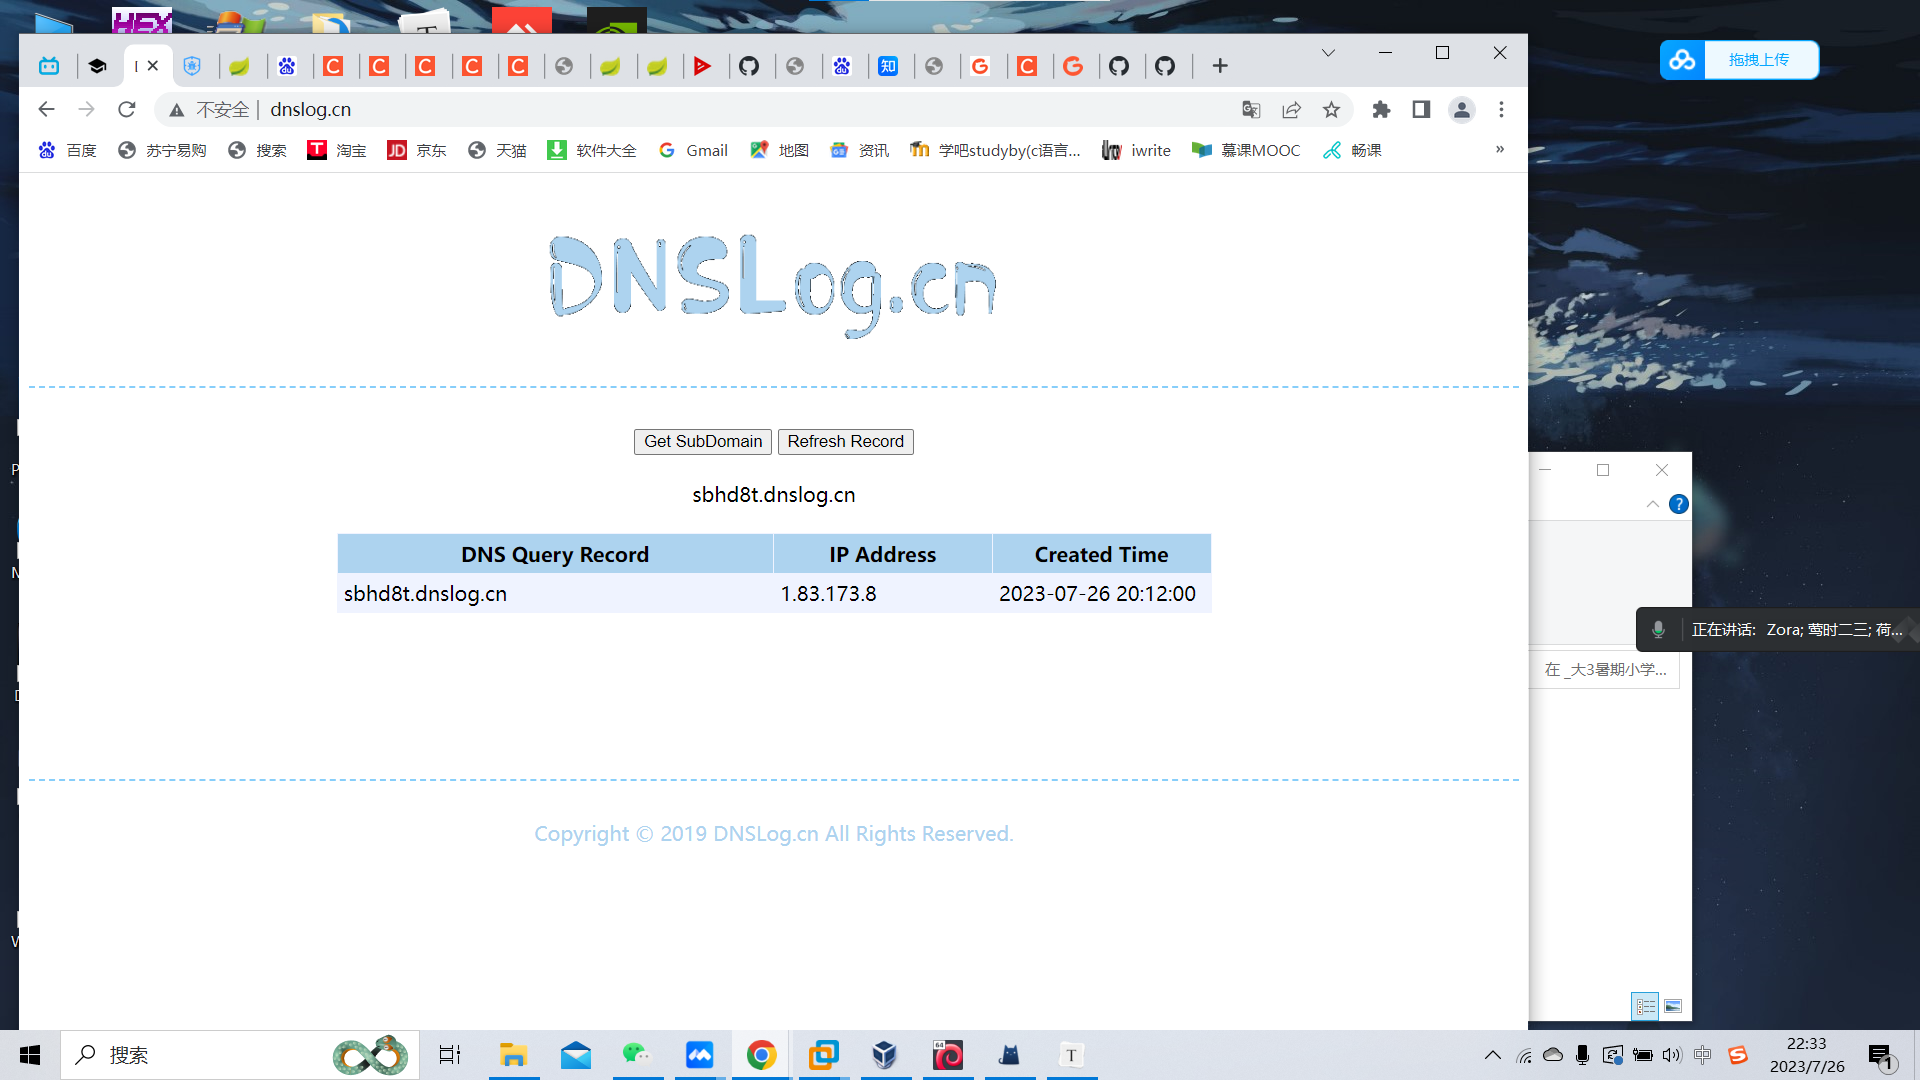 HEX
T
拖拽上传
不安全 dnslog.cn
百度 苏宁易购 搜索 淘宝 京东 天猫 软件大全 Gmail 地图 资讯 学吧studyby(c语言... iwrite 慕课MOOC 畅课 »
DNSLog.cn
Get SubDomain Refresh Record
sbhd8t.dnslog.cn
DNS Query Record IP Address Created Time
sbhd8t.dnslog.cn 1.83.173.8 2023-07-26 20:12:00
正在讲话: Zora; 莺时二三; 荷...
在 _大3暑期小学...
Copyright © 2019 DNSLog.cn All Rights Reserved.
搜索
64
T
中
22:33
2023/7/26
1